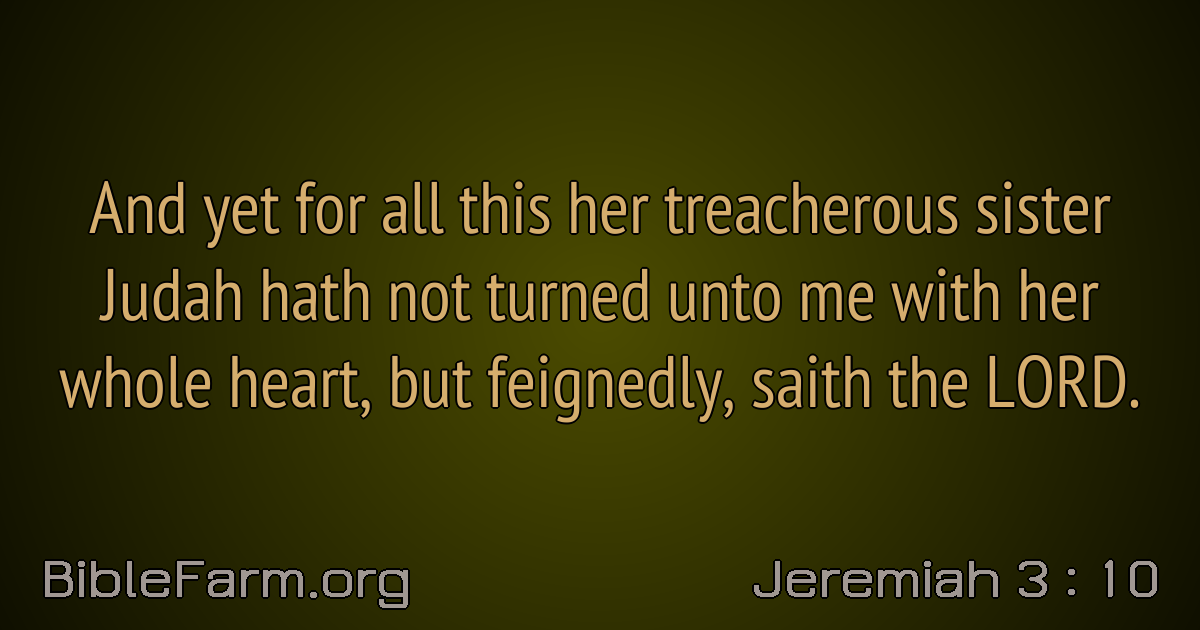 And yet for all this her treacherous sister
Judah hath not turned unto me with her
whole heart, but feignedly, saith the LORD.
BibleFarm.org
Jeremiah 3 : 10